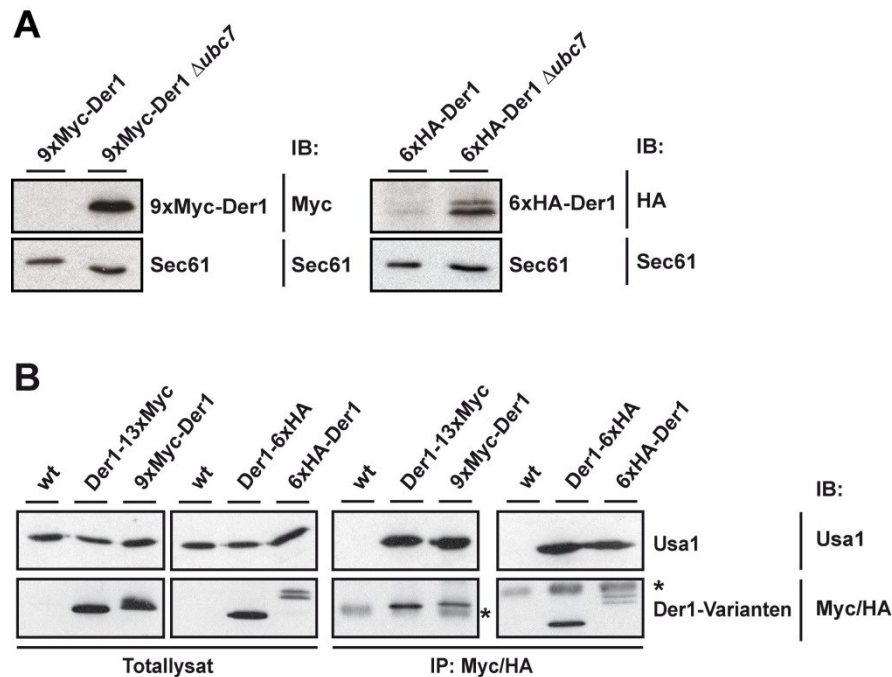 A
9xMyc-Der1
9xMyc-Der1 Δubc7
IB:
6xHA-Der1
6xHA-Der1 Δubc7
IB:
9xMyc-Der1
Myc
6xHA-Der1
HA
Sec61
Sec61
Sec61
Sec61
B
wt
Der1-13xMyc
9xMyc-Der1
wt
Der1-6xHA
6xHA-Der1
wt
Der1-13xMyc
9xMyc-Der1
wt
Der1-6xHA
6xHA-Der1
IB:
Usa1
Usa1
*
*
Der1-Varianten
Myc/HA
Totallysat
IP: Myc/HA